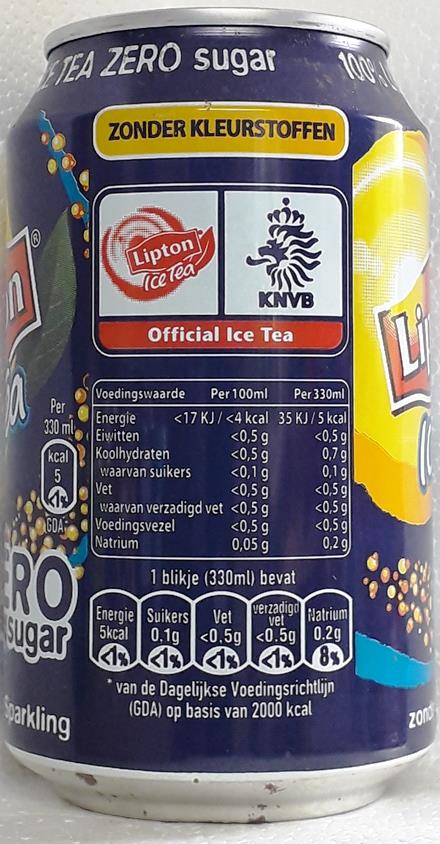 TEA ZERO sugar
100%
ZONDER KLEURSTOFFEN
Lipton
Ice Tea
KNVB
Official Ice Tea
Voedingswaarde Per 100ml Per 330ml
Energie <17 KJ / <4 kcal 35 KJ / 5 kcal
Eiwitten <0,5 g <0,5 g
Koolhydraten <0,5 g 0,7 g
waarvan suikers <0,1 g 0,1 g
Vet <0,5 g <0,5 g
waarvan verzadigd vet <0,5 g <0,5 g
Voedingsvezel <0,5 g <0,5 g
Natrium 0,05 g 0,2 g
1 blikje (330ml) bevat
Energie 5kcal <1%
Suikers 0.1g <1%
Vet <0.5g <1%
verzadigd vet <0.5g <1%
Natrium 0.2g 8%
* van de Dagelijkse Voedingsrichtlijn
(GDA) op basis van 2000 kcal
®
Per
330 ml
kcal
5
<1%
GDA*
sugar
Sparkling